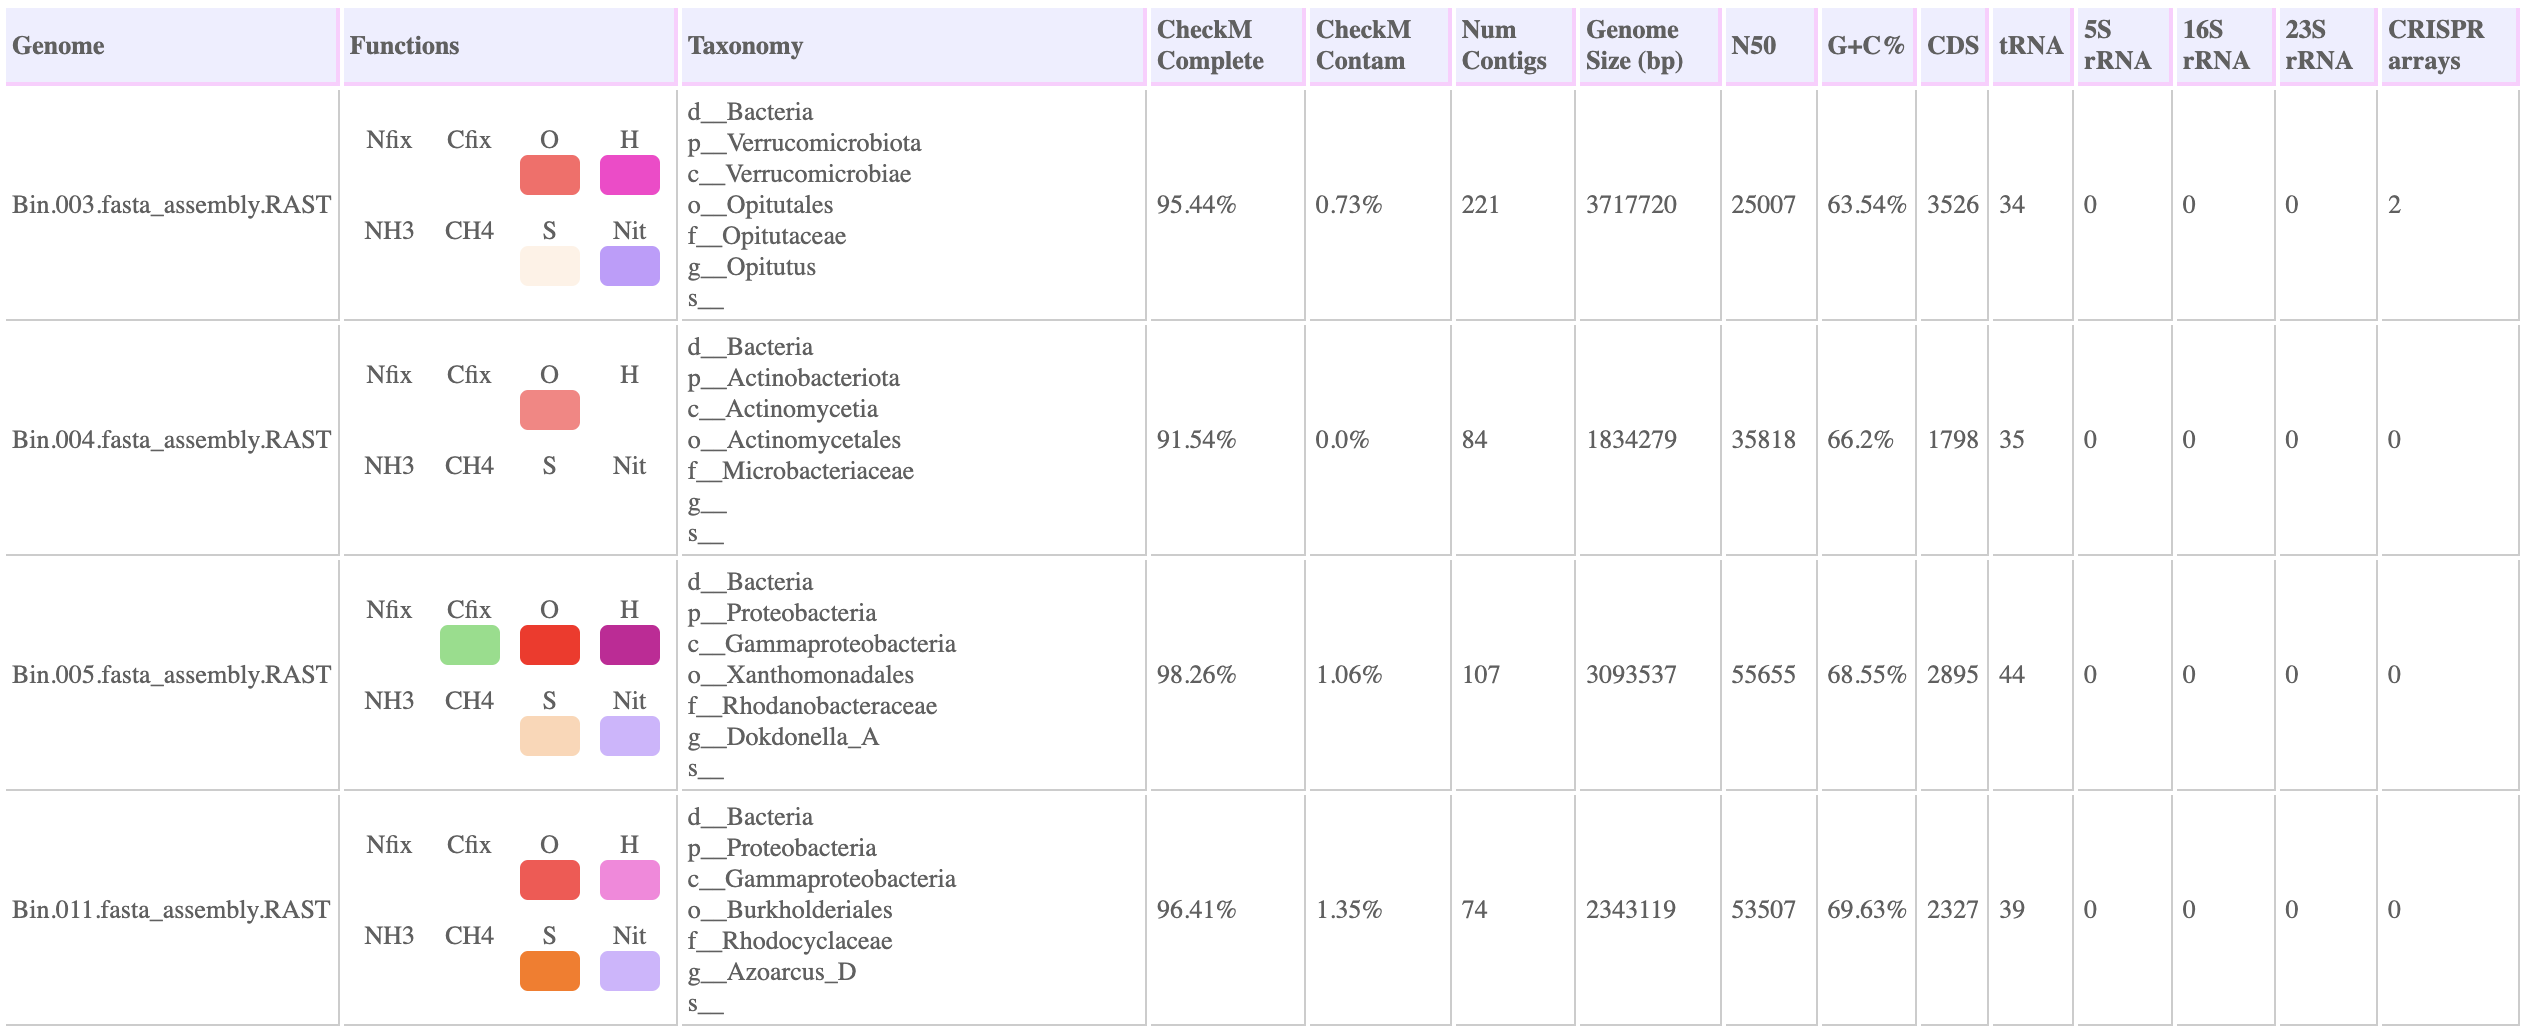 Genome Functions Taxonomy CheckM Complete CheckM Contam Num Contigs Genome Size (bp) N50 G+C% CDS tRNA 5S rRNA 16S rRNA 23S rRNA CRISPR arrays
Bin.003.fasta_assembly.RAST
Nfix Cfix O H
NH3 CH4 S Nit
d__Bacteria
p__Verrucomicrobiota
c__Verrucomicrobiae
o__Opitutales
f__Opitutaceae
g__Opitutus
s__
95.44% 0.73% 221 3717720 25007 63.54% 3526 34 0 0 0 2
Bin.004.fasta_assembly.RAST
Nfix Cfix O H
NH3 CH4 S Nit
d__Bacteria
p__Actinobacteriota
c__Actinomycetia
o__Actinomycetales
f__Microbacteriaceae
g__
s__
91.54% 0.0% 84 1834279 35818 66.2% 1798 35 0 0 0 0
Bin.005.fasta_assembly.RAST
Nfix Cfix O H
NH3 CH4 S Nit
d__Bacteria
p__Proteobacteria
c__Gammaproteobacteria
o__Xanthomonadales
f__Rhodanobacteraceae
g__Dokdonella_A
s__
98.26% 1.06% 107 3093537 55655 68.55% 2895 44 0 0 0 0
Bin.011.fasta_assembly.RAST
Nfix Cfix O H
NH3 CH4 S Nit
d__Bacteria
p__Proteobacteria
c__Gammaproteobacteria
o__Burkholderiales
f__Rhodocyclaceae
g__Azoarcus_D
s__
96.41% 1.35% 74 2343119 53507 69.63% 2327 39 0 0 0 0